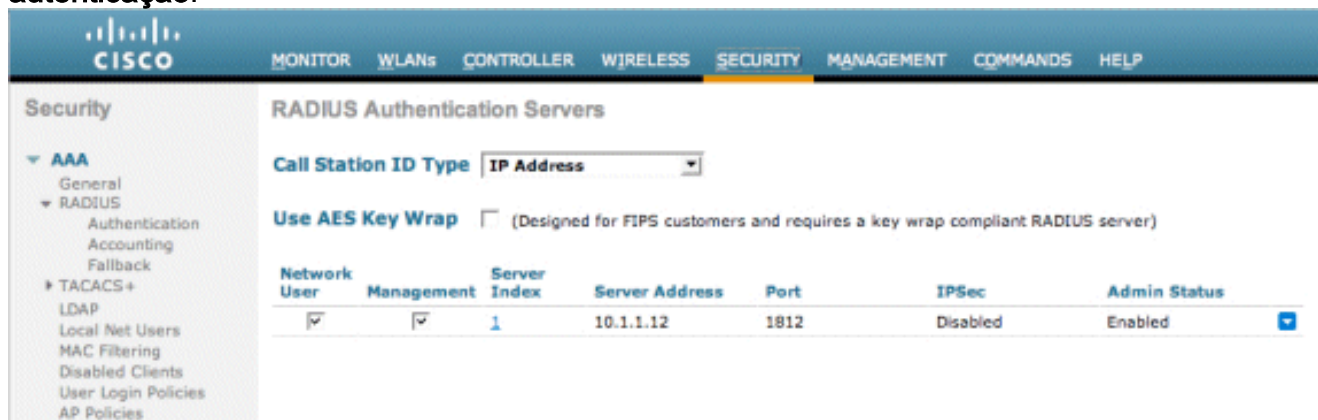 autenticação.
CISCO
MONITOR WLANs CONTROLLER WIRELESS SECURITY MANAGEMENT COMMANDS HELP
Security
AAA
General
RADIUS
Authentication
Accounting
Fallback
TACACS+
LDAP
Local Net Users
MAC Filtering
Disabled Clients
User Login Policies
AP Policies
RADIUS Authentication Servers
Call Station ID Type IP Address
Use AES Key Wrap (Designed for FIPS customers and requires a key wrap compliant RADIUS server)
Network User Management Server Index Server Address Port IPSec Admin Status
1 10.1.1.12 1812 Disabled Enabled